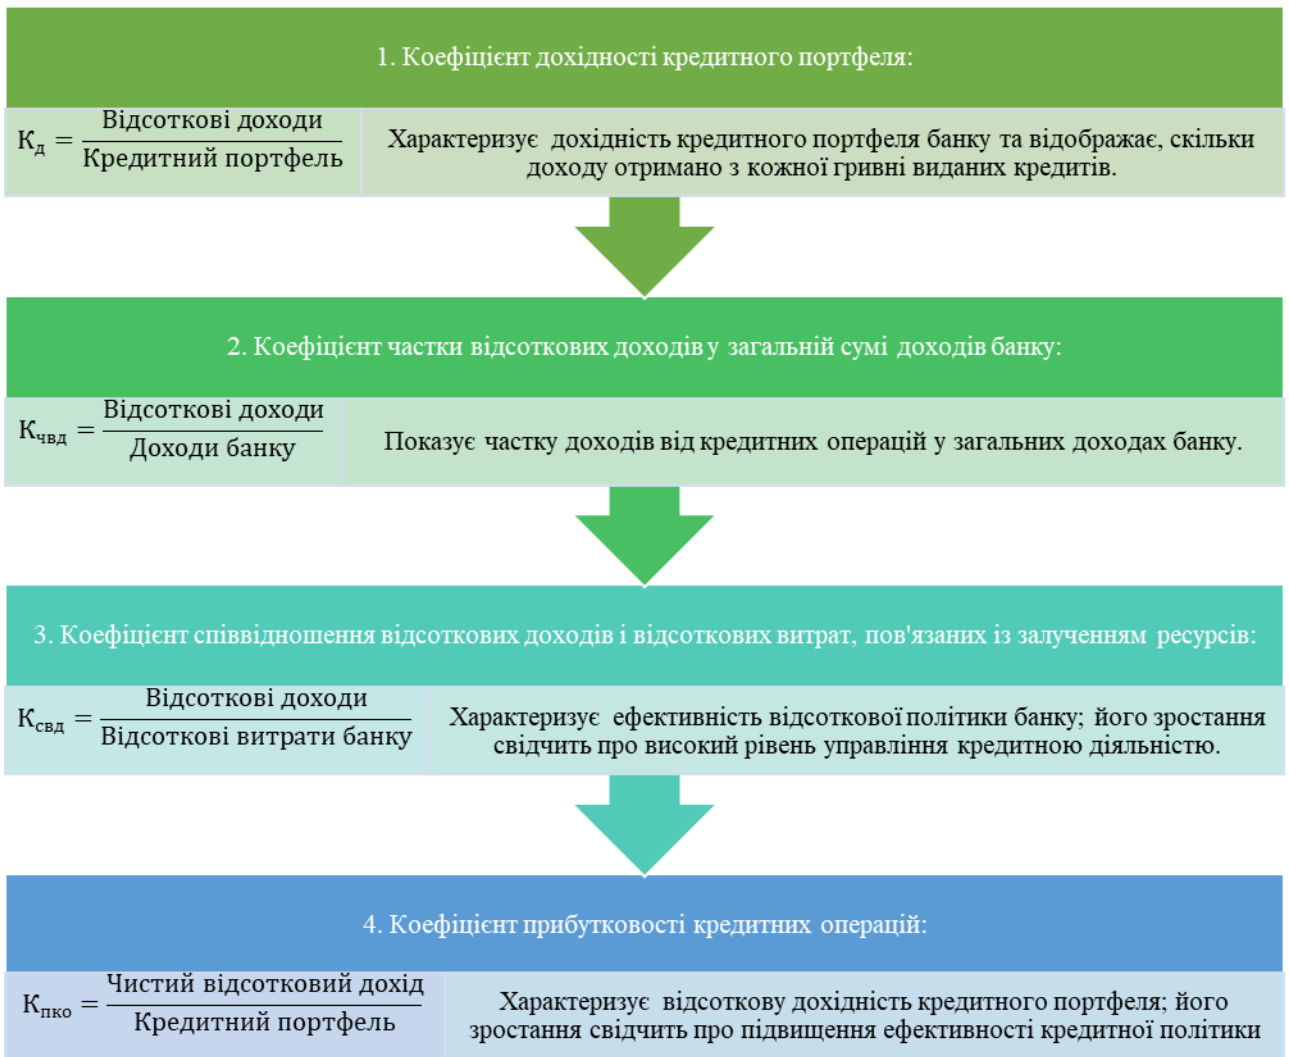 1. Коефіцієнт дохідності кредитного портфеля:
К_д = Відсоткові доходи / Кредитний портфель
Характеризує дохідність кредитного портфеля банку та відображає, скільки
доходу отримано з кожної гривні виданих кредитів.
2. Коефіцієнт частки відсоткових доходів у загальній сумі доходів банку:
К_чвд = Відсоткові доходи / Доходи банку
Показує частку доходів від кредитних операцій у загальних доходах банку.
3. Коефіцієнт співвідношення відсоткових доходів і відсоткових витрат, пов'язаних із залученням ресурсів:
К_свд = Відсоткові доходи / Відсоткові витрати банку
Характеризує ефективність відсоткової політики банку; його зростання
свідчить про високий рівень управління кредитною діяльністю.
4. Коефіцієнт прибутковості кредитних операцій:
К_пко = Чистий відсотковий дохід / Кредитний портфель
Характеризує відсоткову дохідність кредитного портфеля; його
зростання свідчить про підвищення ефективності кредитної політики